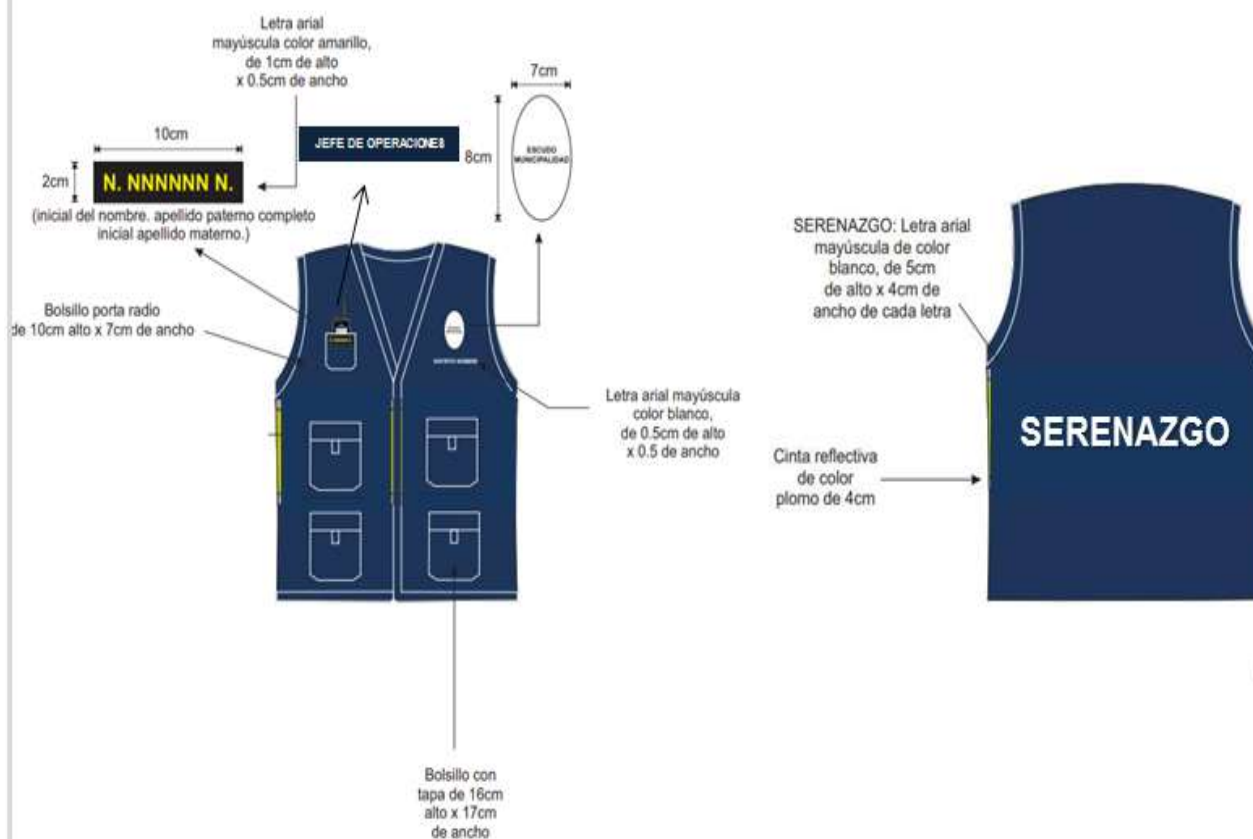 Letra arial
mayúscula color amarillo,
de 1cm de alto
x 0.5cm de ancho
7cm
10cm
JEFE DE OPERACIONES
8cm
ESCUDO
MUNICIPALIDAD
2cm
N. NNNNNN N.
(inicial del nombre. apellido paterno completo
inicial apellido materno.)
Bolsillo porta radio
de 10cm alto x 7cm de ancho
Letra arial mayúscula
color blanco,
de 0.5cm de alto
x 0.5 de ancho
Bolsillo con
tapa de 16cm
alto x 17cm
de ancho
SERENAZGO: Letra arial
mayúscula de color
blanco, de 5cm
de alto x 4cm de
ancho de cada letra
SERENAZGO
Cinta reflectiva
de color
plomo de 4cm